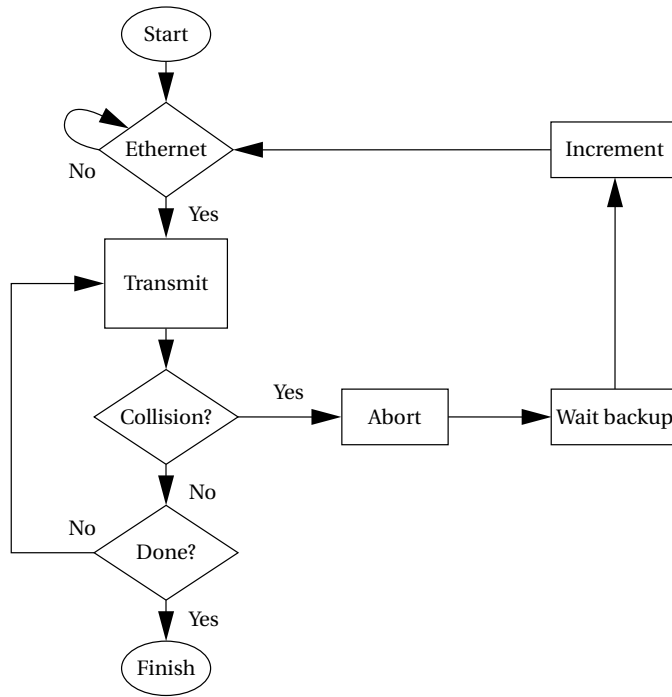 Start
Ethernet
Increment
No
Yes
Transmit
Yes
Collision?
Abort
Wait backup
No
No
Done?
Yes
Finish